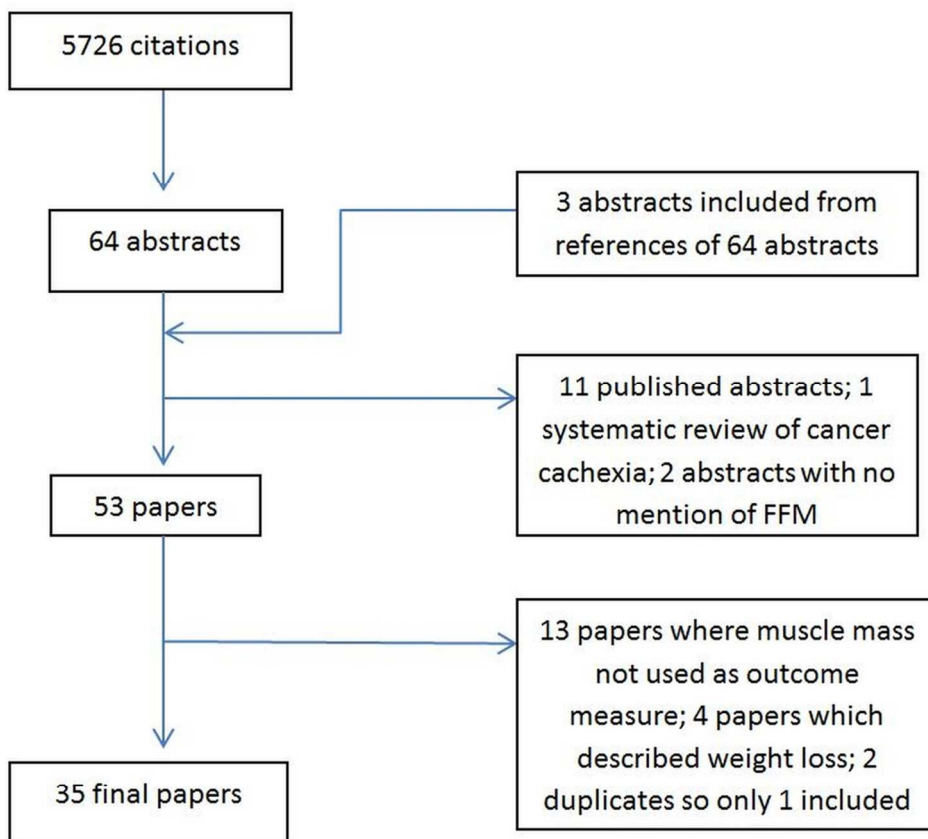 5726 citations
64 abstracts
3 abstracts included from
references of 64 abstracts
11 published abstracts; 1
systematic review of cancer
cachexia; 2 abstracts with no
mention of FFM
53 papers
13 papers where muscle mass
not used as outcome
measure; 4 papers which
described weight loss; 2
duplicates so only 1 included
35 final papers